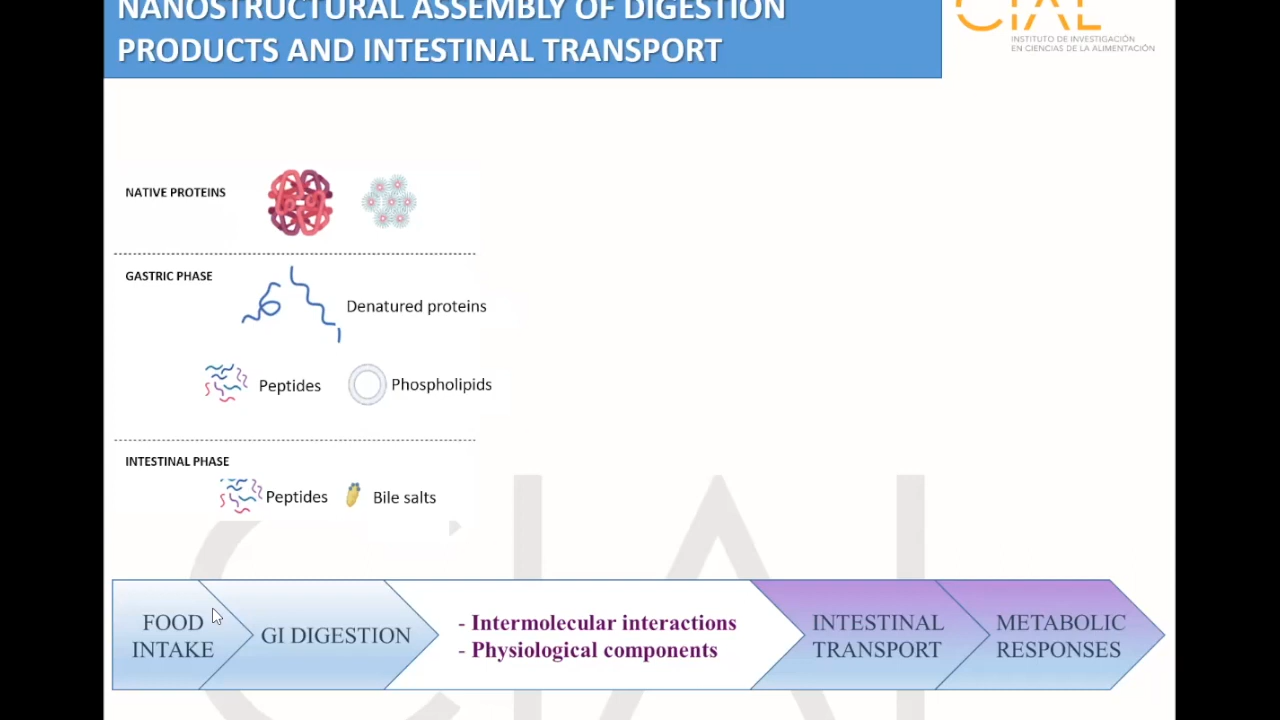 NANOSTRUCTURAL ASSEMBLY OF DIGESTION
PRODUCTS AND INTESTINAL TRANSPORT
CIAL
INSTITUTO DE INVESTIGACIÓN
EN CIENCIAS DE LA ALIMENTACIÓN
NATIVE PROTEINS
GASTRIC PHASE
Denatured proteins
Peptides
Phospholipids
INTESTINAL PHASE
Peptides
Bile salts
CIAL
FOOD
INTAKE
GI DIGESTION
- Intermolecular interactions
- Physiological components
INTESTINAL
TRANSPORT
METABOLIC
RESPONSES